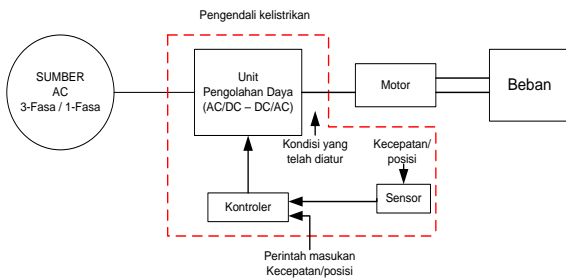 Pengendali kelistrikan
SUMBER
AC
3-Fasa / 1-Fasa
Unit
Pengolahan Daya
(AC/DC – DC/AC)
Motor
Beban
Kondisi yang
telah diatur
Kecepatan/
posisi
Kontroler
Sensor
Perintah masukan
Kecepatan/posisi